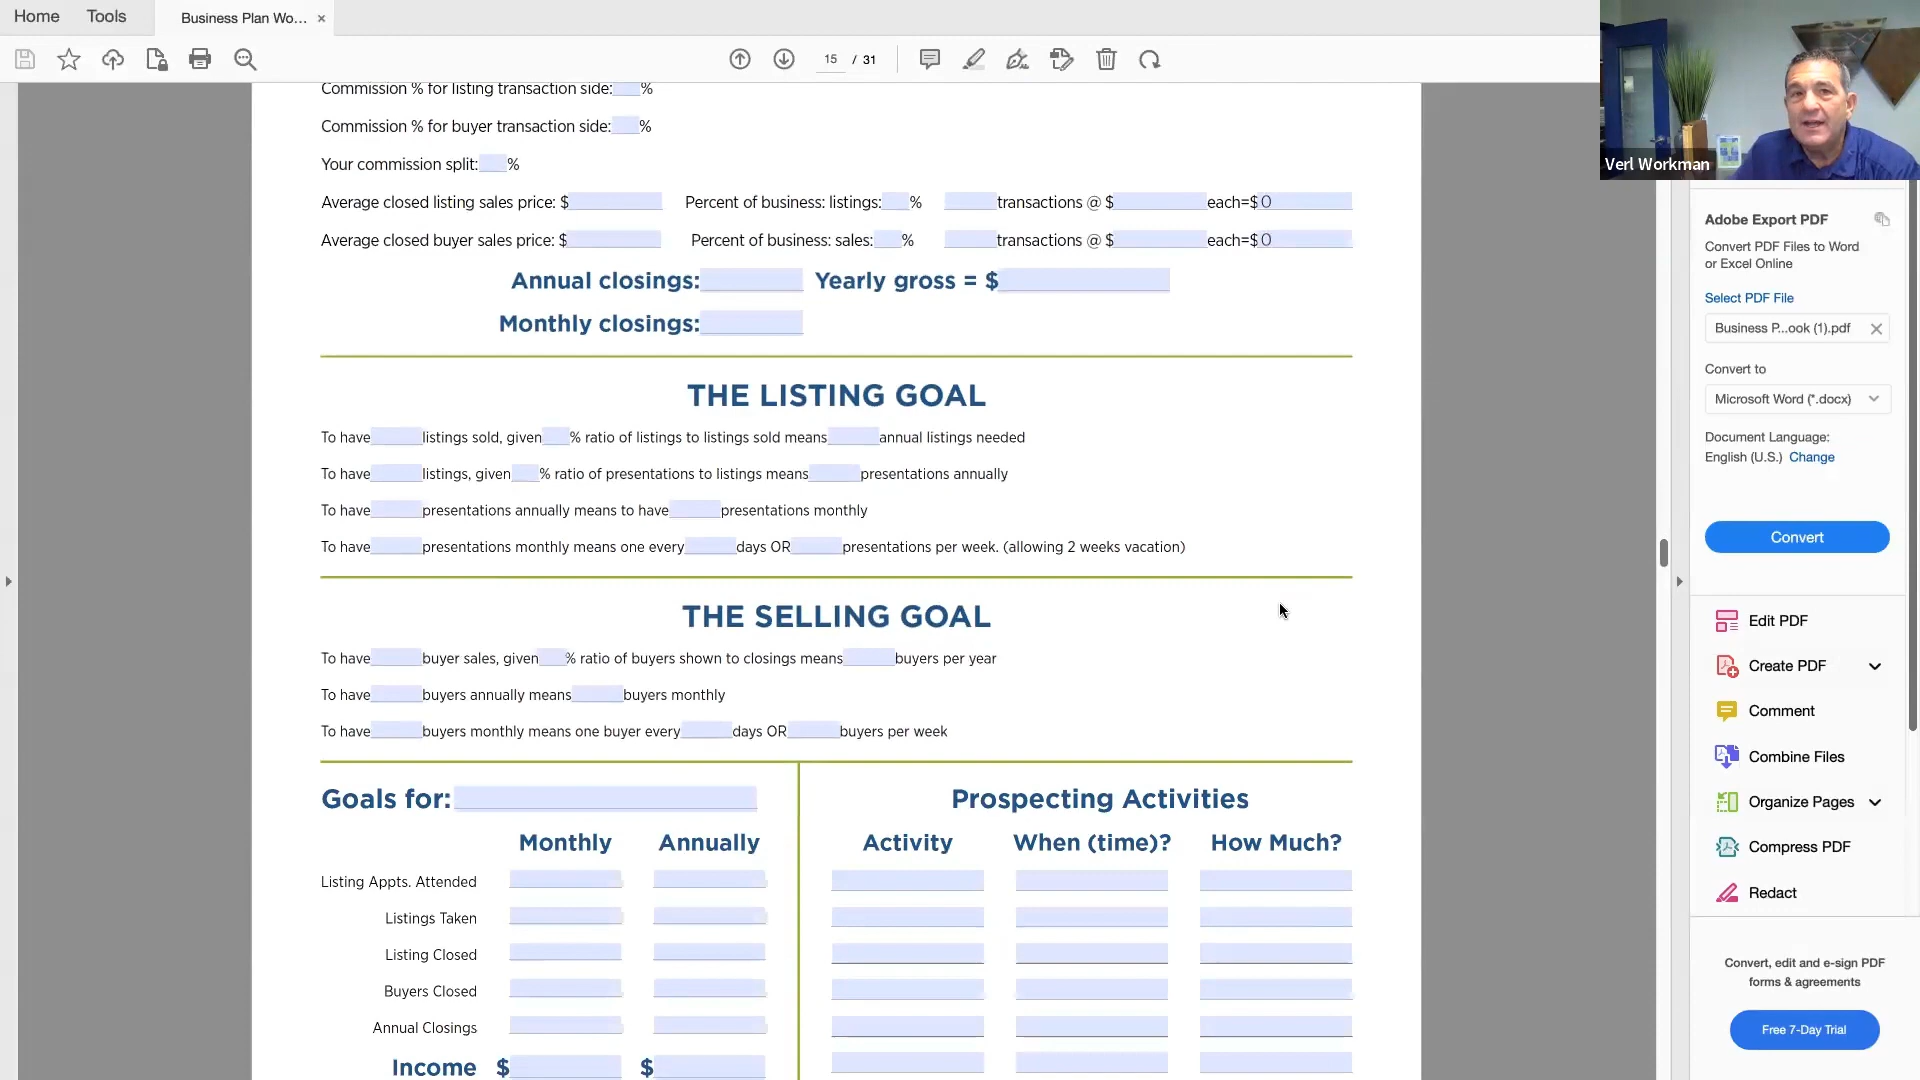 Home Tools Business Plan Wo... ×
15 / 31
Verl Workman
Commission % for listing transaction side: %
Commission % for buyer transaction side: %
Your commission split: %
Average closed listing sales price: $ Percent of business: listings: % transactions @ $ each=$ 0
Average closed buyer sales price: $ Percent of business: sales: % transactions @ $ each=$ 0
Annual closings: Yearly gross = $
Monthly closings:
THE LISTING GOAL
To have listings sold, given % ratio of listings to listings sold means annual listings needed
To have listings, given % ratio of presentations to listings means presentations annually
To have presentations annually means to have presentations monthly
To have presentations monthly means one every days OR presentations per week. (allowing 2 weeks vacation)
THE SELLING GOAL
To have buyer sales, given % ratio of buyers shown to closings means buyers per year
To have buyers annually means buyers monthly
To have buyers monthly means one buyer every days OR buyers per week
Goals for:
Monthly Annually
Listing Appts. Attended
Listings Taken
Listing Closed
Buyers Closed
Annual Closings
Income $ $
Prospecting Activities
Activity When (time)? How Much?
Adobe Export PDF
Convert PDF Files to Word
or Excel Online
Select PDF File
Business P...ook (1).pdf
Convert to
Microsoft Word (*.docx)
Document Language:
English (U.S.) Change
Convert
Edit PDF
Create PDF
Comment
Combine Files
Organize Pages
Compress PDF
Redact
Convert, edit and e-sign PDF
forms & agreements
Free 7-Day Trial